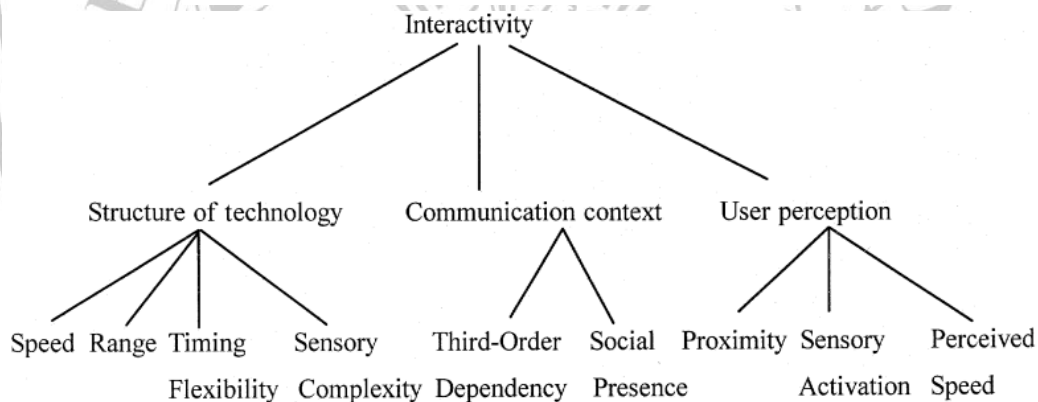 Interactivity
Structure of technology Communication context User perception
Speed Range Timing Sensory Third-Order Social Proximity Sensory Perceived
Flexibility Complexity Dependency Presence Activation Speed